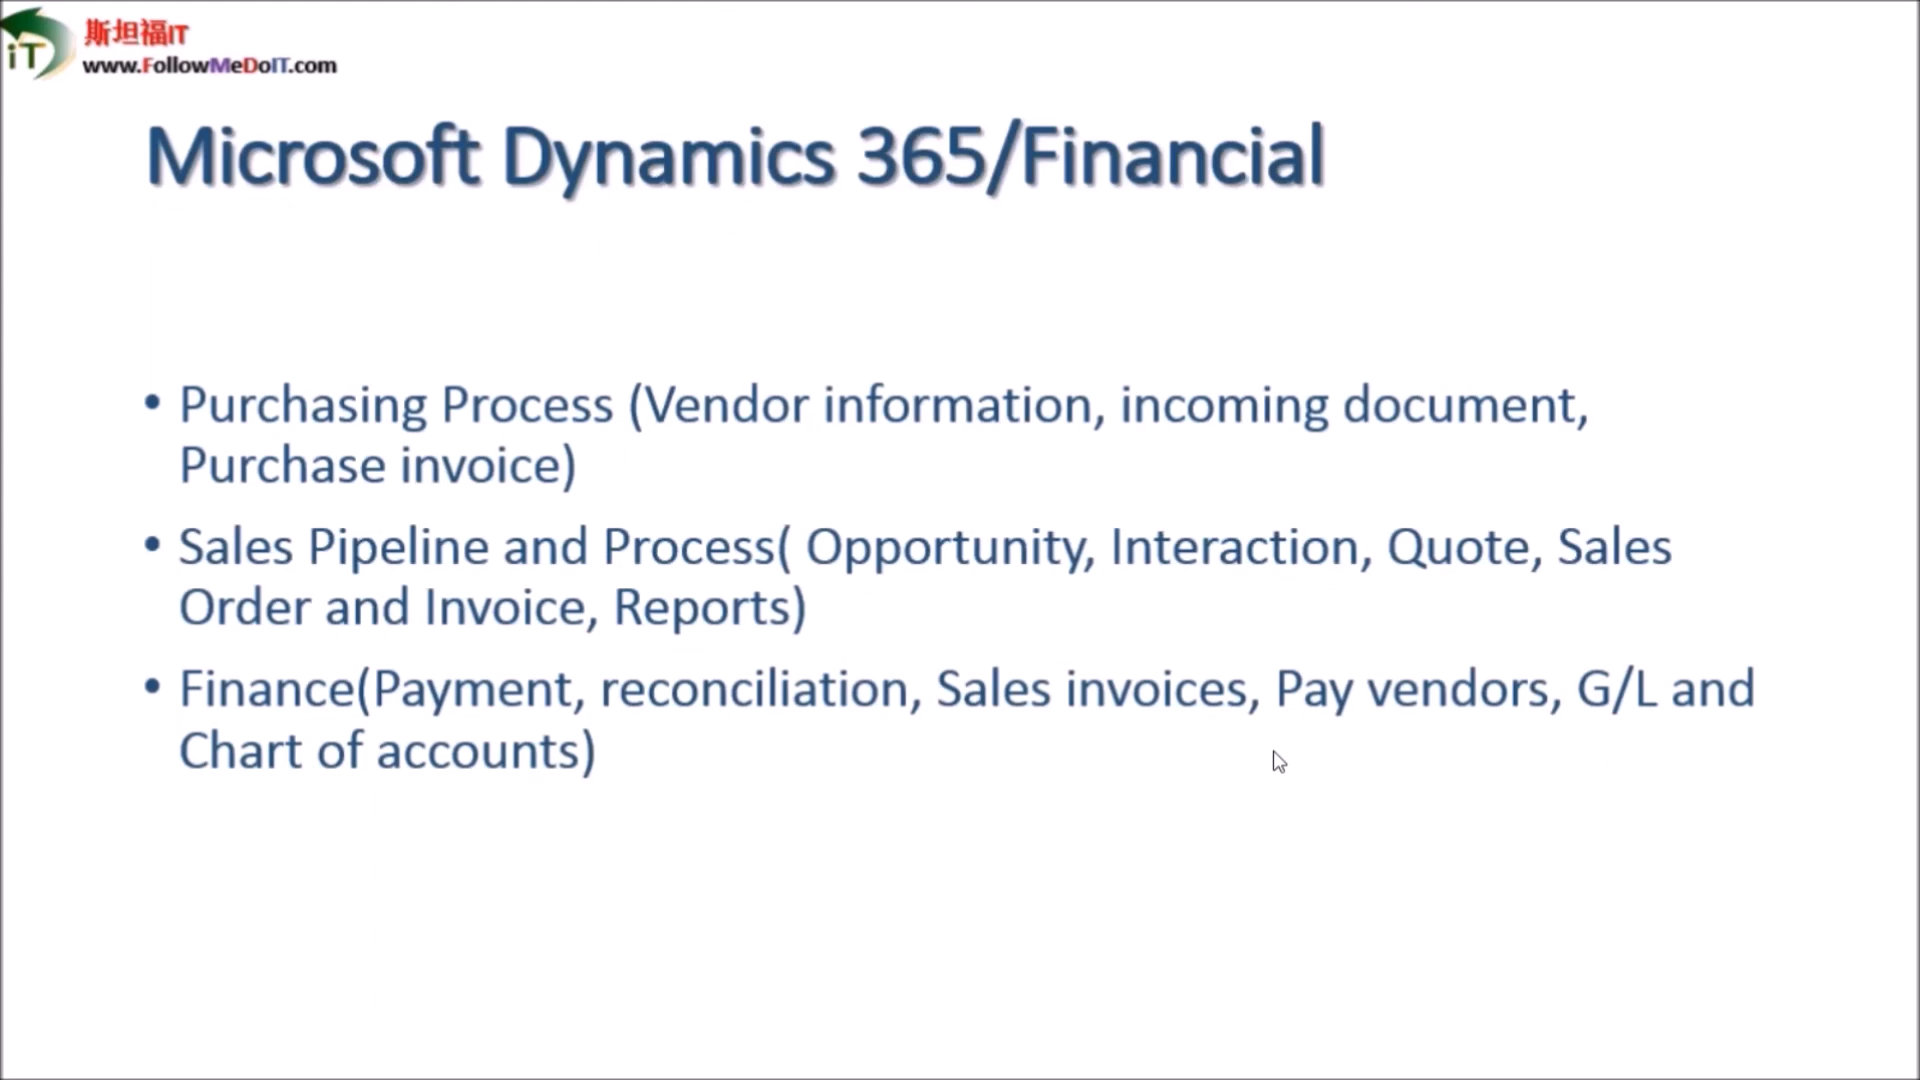 iT
斯坦福IT
www.FollowMeDoIT.com
Microsoft Dynamics 365/Financial
• Purchasing Process (Vendor information, incoming document,
Purchase invoice)
• Sales Pipeline and Process( Opportunity, Interaction, Quote, Sales
Order and Invoice, Reports)
• Finance(Payment, reconciliation, Sales invoices, Pay vendors, G/L and
Chart of accounts)